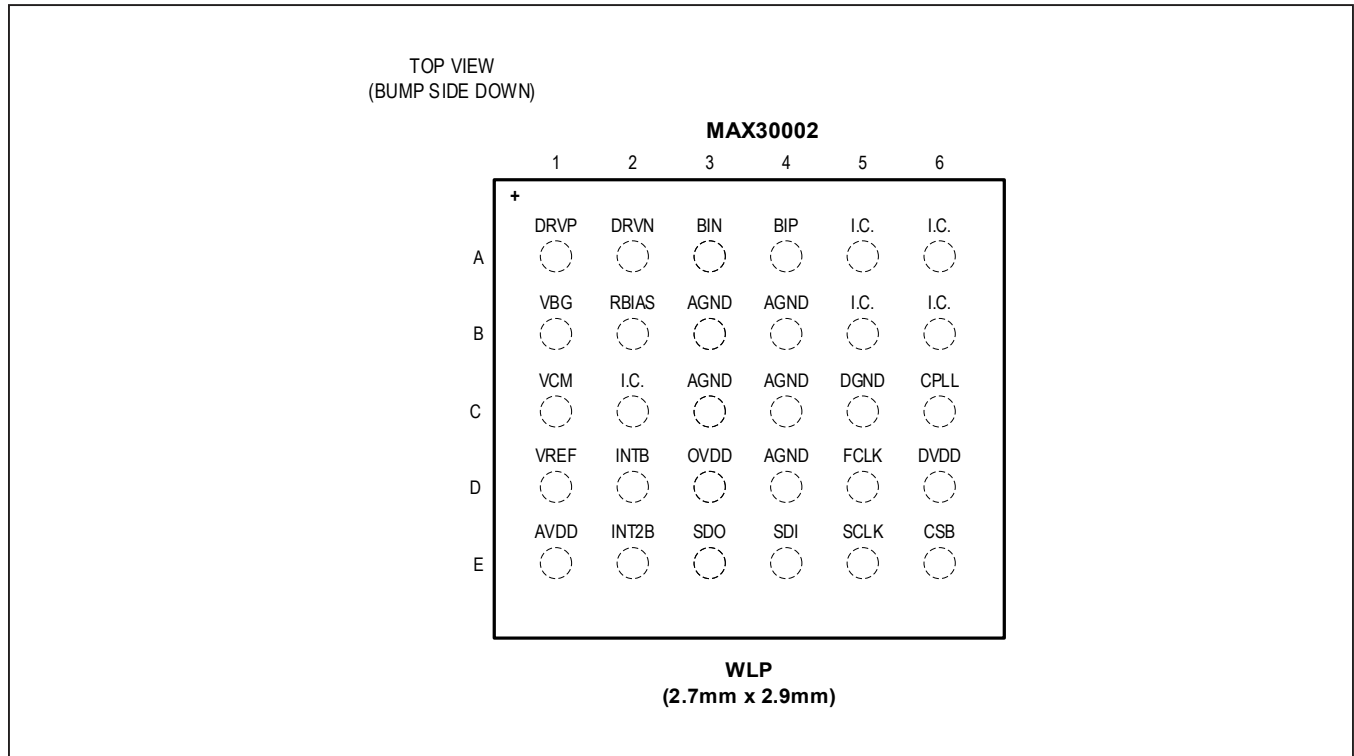 TOP VIEW
(BUMP SIDE DOWN)
MAX30002
1 2 3 4 5 6
+
DRVP DRVN BIN BIP I.C. I.C.
A
VBG RBIAS AGND AGND I.C. I.C.
B
VCM I.C. AGND AGND DGND CPLL
C
VREF INTB OVDD AGND FCLK DVDD
D
AVDD INT2B SDO SDI SCLK CSB
E
WLP
(2.7mm x 2.9mm)